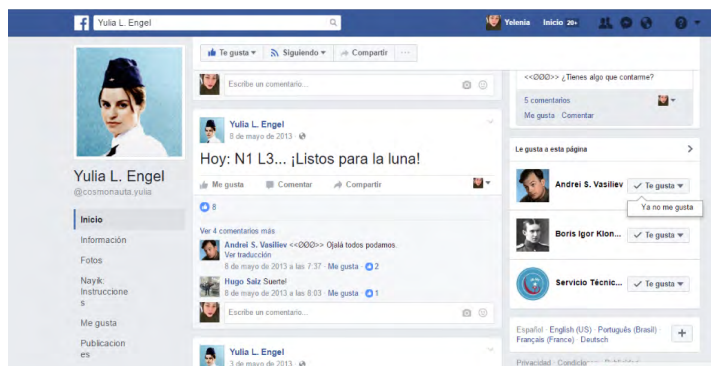 Yulia L. Engel
Yelenia Inicio 20+
Te gusta Siguiendo Compartir ...
Escribe un comentario...
Yulia L. Engel
8 de mayo de 2013
Hoy: N1 L3... ¡Listos para la luna!
Me gusta Comentar Compartir
8
Ver 4 comentarios más
Andrei S. Vasiliev <<ØØØ>> Ojalá todos podamos.
Ver traducción
8 de mayo de 2013 a las 7:37 · Me gusta · 2
Hugo Saiz Suerte!
8 de mayo de 2013 a las 8:03 · Me gusta · 1
Escribe un comentario...
Yulia L. Engel
3 de mayo de 2013
Yulia L. Engel
@cosmonauta.yulia
Inicio
Información
Fotos
Nayik:
Instruccione
s
Me gusta
Publicacion
es
<<ØØØ>> ¿Tienes algo que contarme?
5 comentarios
Me gusta · Comentar
Le gusta a esta página
Andrei S. Vasiliev Te gusta
Ya no me gusta
Boris Igor Klon... Te gusta
Servicio Técnic... Te gusta
Español · English (US) · Português (Brasil) ·
Français (France) · Deutsch
Privacidad · Condiciones